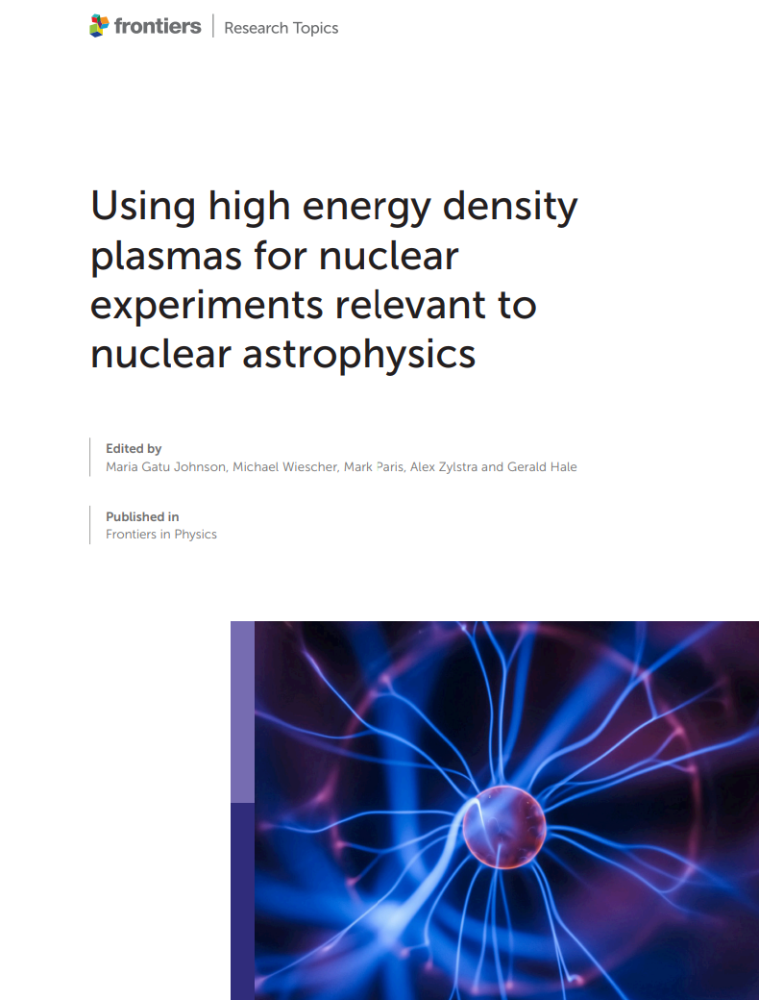 frontiers | Research Topics
Using high energy density
plasmas for nuclear
experiments relevant to
nuclear astrophysics
Edited by
Maria Gatu Johnson, Michael Wiescher, Mark Paris, Alex Zylstra and Gerald Hale
Published in
Frontiers in Physics